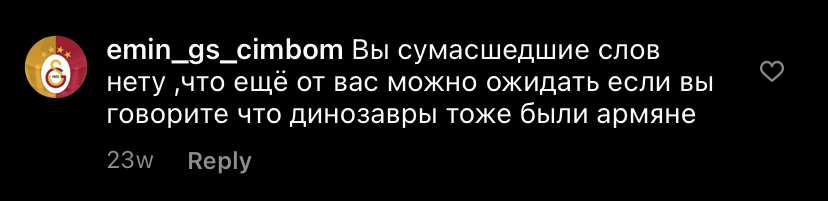 emin_gs_cimbom Вы сумасшедшие слов
нету ,что ещё от вас можно ожидать если вы
говорите что динозавры тоже были армяне
23w Reply